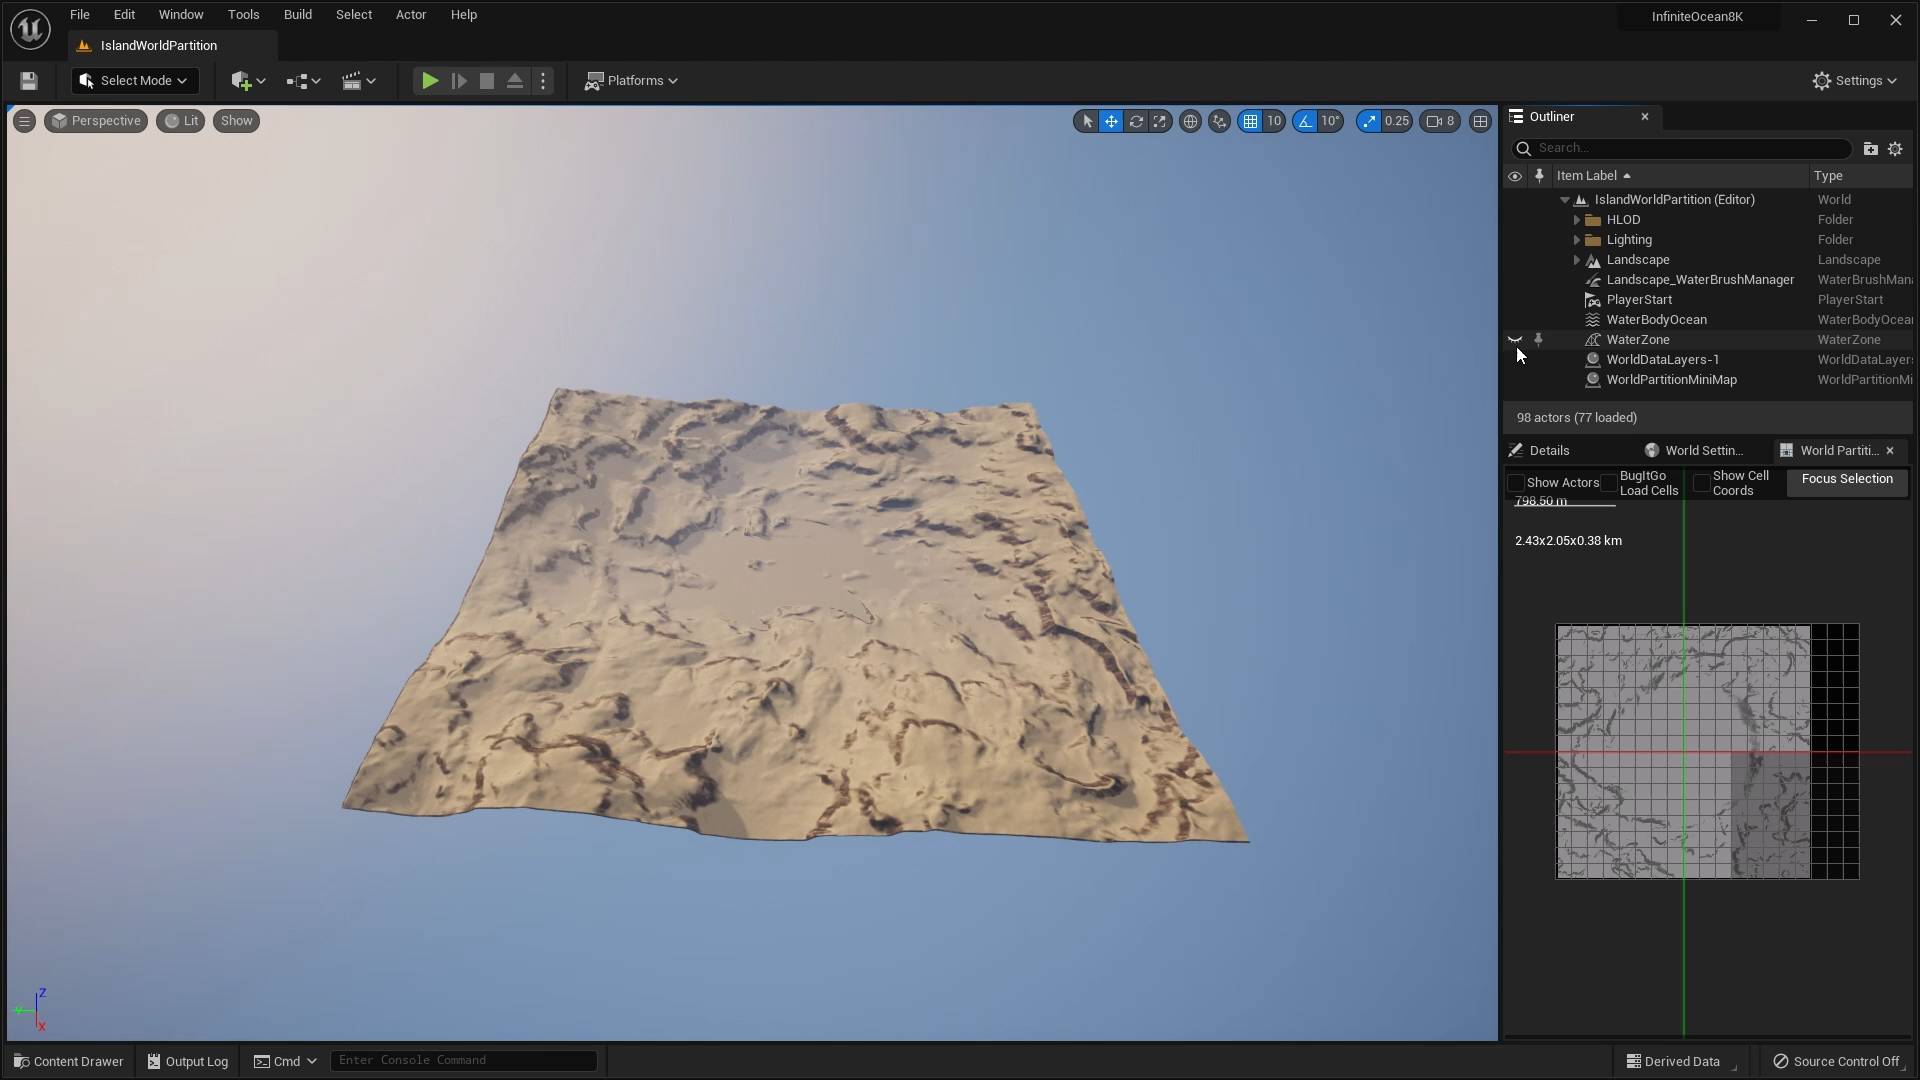 File Edit Window Tools Build Select Actor Help
InfiniteOcean8K
IslandWorldPartition
Select Mode
Platforms
Settings
Perspective Lit Show
10 10° 0.25 8
Outliner
Search...
Item Label Type
IslandWorldPartition (Editor) World
HLOD Folder
Lighting Folder
Landscape Landscape
Landscape_WaterBrushManager WaterBrushMana
PlayerStart PlayerStart
WaterBodyOcean WaterBodyOcean
WaterZone WaterZone
WorldDataLayers-1 WorldDataLayers
WorldPartitionMiniMap WorldPartitionMi
98 actors (77 loaded)
Details World Settin... World Partiti...
Show Actors BugItGo Load Cells Show Cell Coords Focus Selection
798.50 m
2.43x2.05x0.38 km
Z
Y
X
Content Drawer Output Log Cmd Enter Console Command
Derived Data Source Control Off